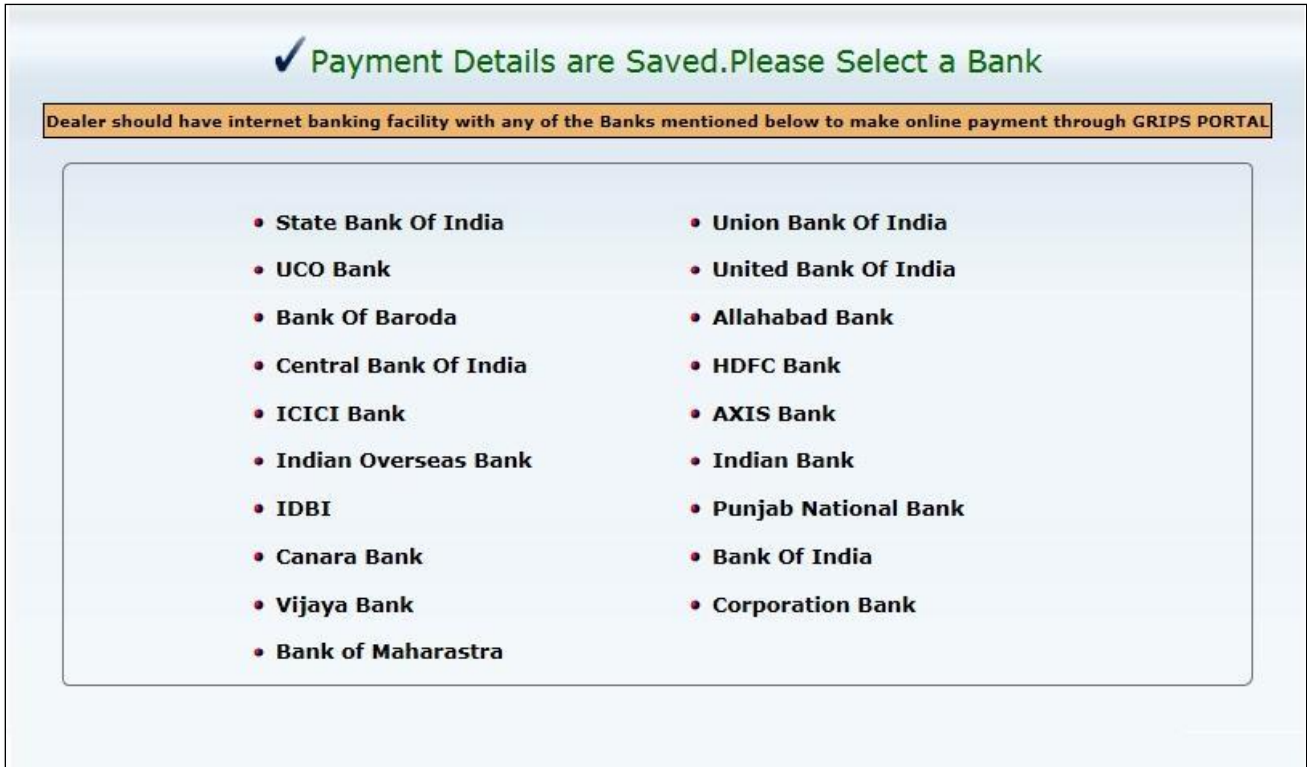 Payment Details are Saved.Please Select a Bank
Dealer should have internet banking facility with any of the Banks mentioned below to make online payment through GRIPS PORTAL
State Bank Of India
Union Bank Of India
UCO Bank
United Bank Of India
Bank Of Baroda
Allahabad Bank
Central Bank Of India
HDFC Bank
ICICI Bank
AXIS Bank
Indian Overseas Bank
Indian Bank
IDBI
Punjab National Bank
Canara Bank
Bank Of India
Vijaya Bank
Corporation Bank
Bank of Maharastra